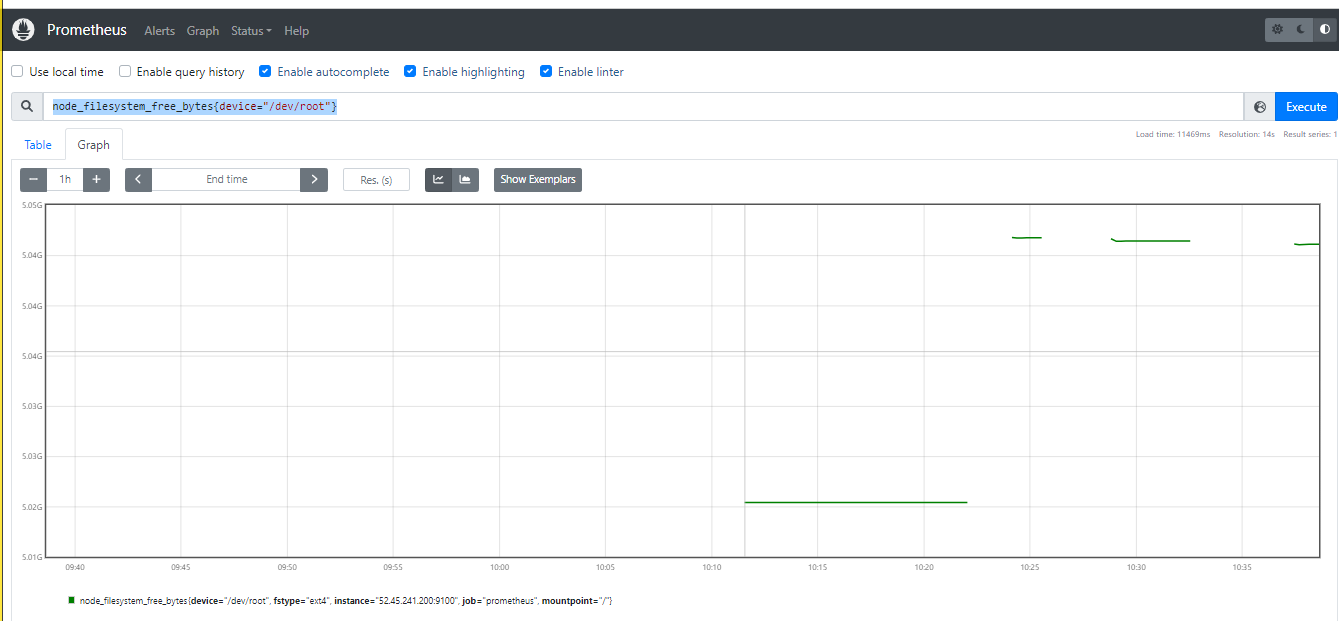 Prometheus Alerts Graph Status Help
Use local time Enable query history Enable autocomplete Enable highlighting Enable linter
node_filesystem_free_bytes{device="/dev/root"} Execute
Load time: 11469ms Resolution: 14s Result series: 1
Table Graph
− 1h + End time Res. (s) Show Exemplars
5.05G
5.04G
5.04G
5.04G
5.03G
5.03G
5.02G
5.01G
09:40 09:45 09:50 09:55 10:00 10:05 10:10 10:15 10:20 10:25 10:30 10:35
node_filesystem_free_bytes{device="/dev/root", fstype="ext4", instance="52.45.241.200:9100", job="prometheus", mountpoint="/"}